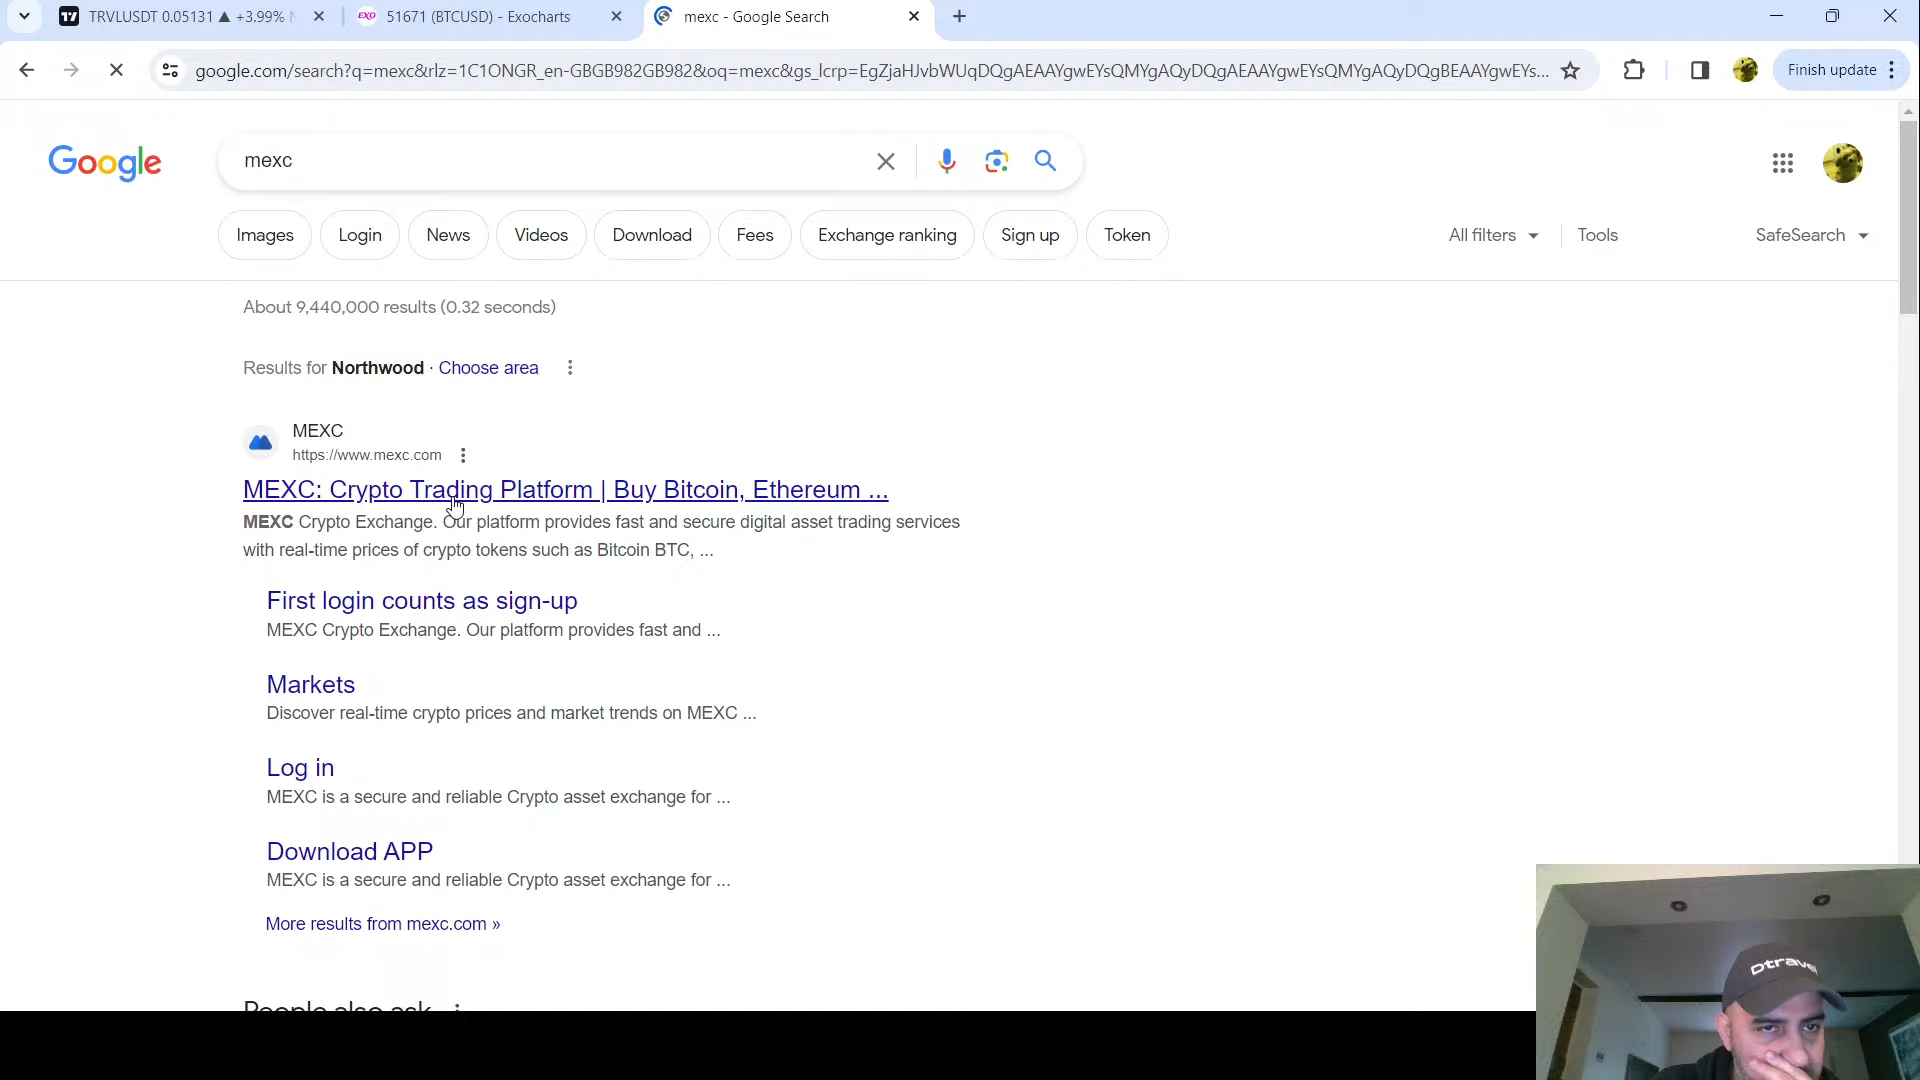 TRVLUSDT 0.05131 ▲ +3.99%
EXO 51671 (BTCUSD) - Exocharts
mexc - Google Search
google.com/search?q=mexc&rlz=1C1ONGR_en-GBGB982GB982&oq=mexc&gs_lcrp=EgZjaHJvbWUqDQgAEAAYgwEYsQMYgAQyDQgAEAAYgwEYsQMYgAQyDQgBEAAYgwEYs...
Finish update
Google
mexc
Images
Login
News
Videos
Download
Fees
Exchange ranking
Sign up
Token
All filters
Tools
SafeSearch
About 9,440,000 results (0.32 seconds)
Results for Northwood · Choose area
MEXC
https://www.mexc.com
MEXC: Crypto Trading Platform | Buy Bitcoin, Ethereum ...
MEXC Crypto Exchange. Our platform provides fast and secure digital asset trading services
with real-time prices of crypto tokens such as Bitcoin BTC, ...
First login counts as sign-up
MEXC Crypto Exchange. Our platform provides fast and ...
Markets
Discover real-time crypto prices and market trends on MEXC ...
Log in
MEXC is a secure and reliable Crypto asset exchange for ...
Download APP
MEXC is a secure and reliable Crypto asset exchange for ...
More results from mexc.com »
People also ask
Dtravel